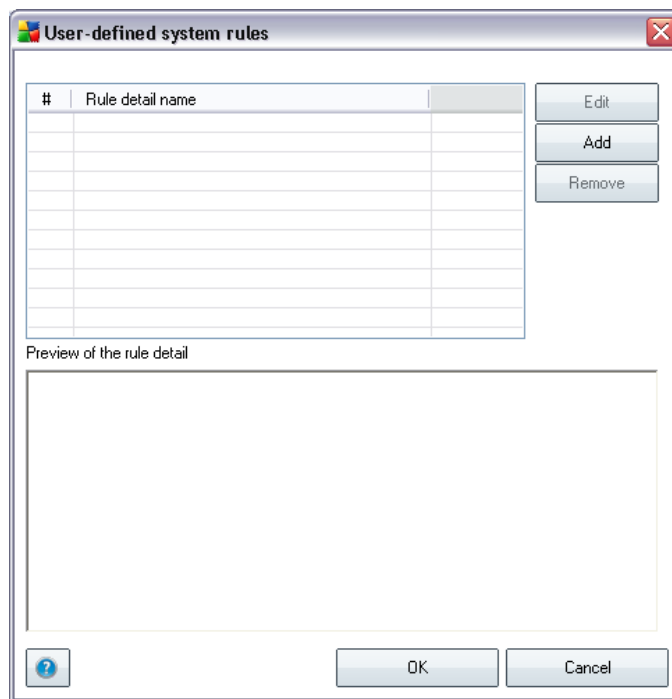 User-defined system rules
# Rule detail name
Edit
Add
Remove
Preview of the rule detail
?
OK
Cancel